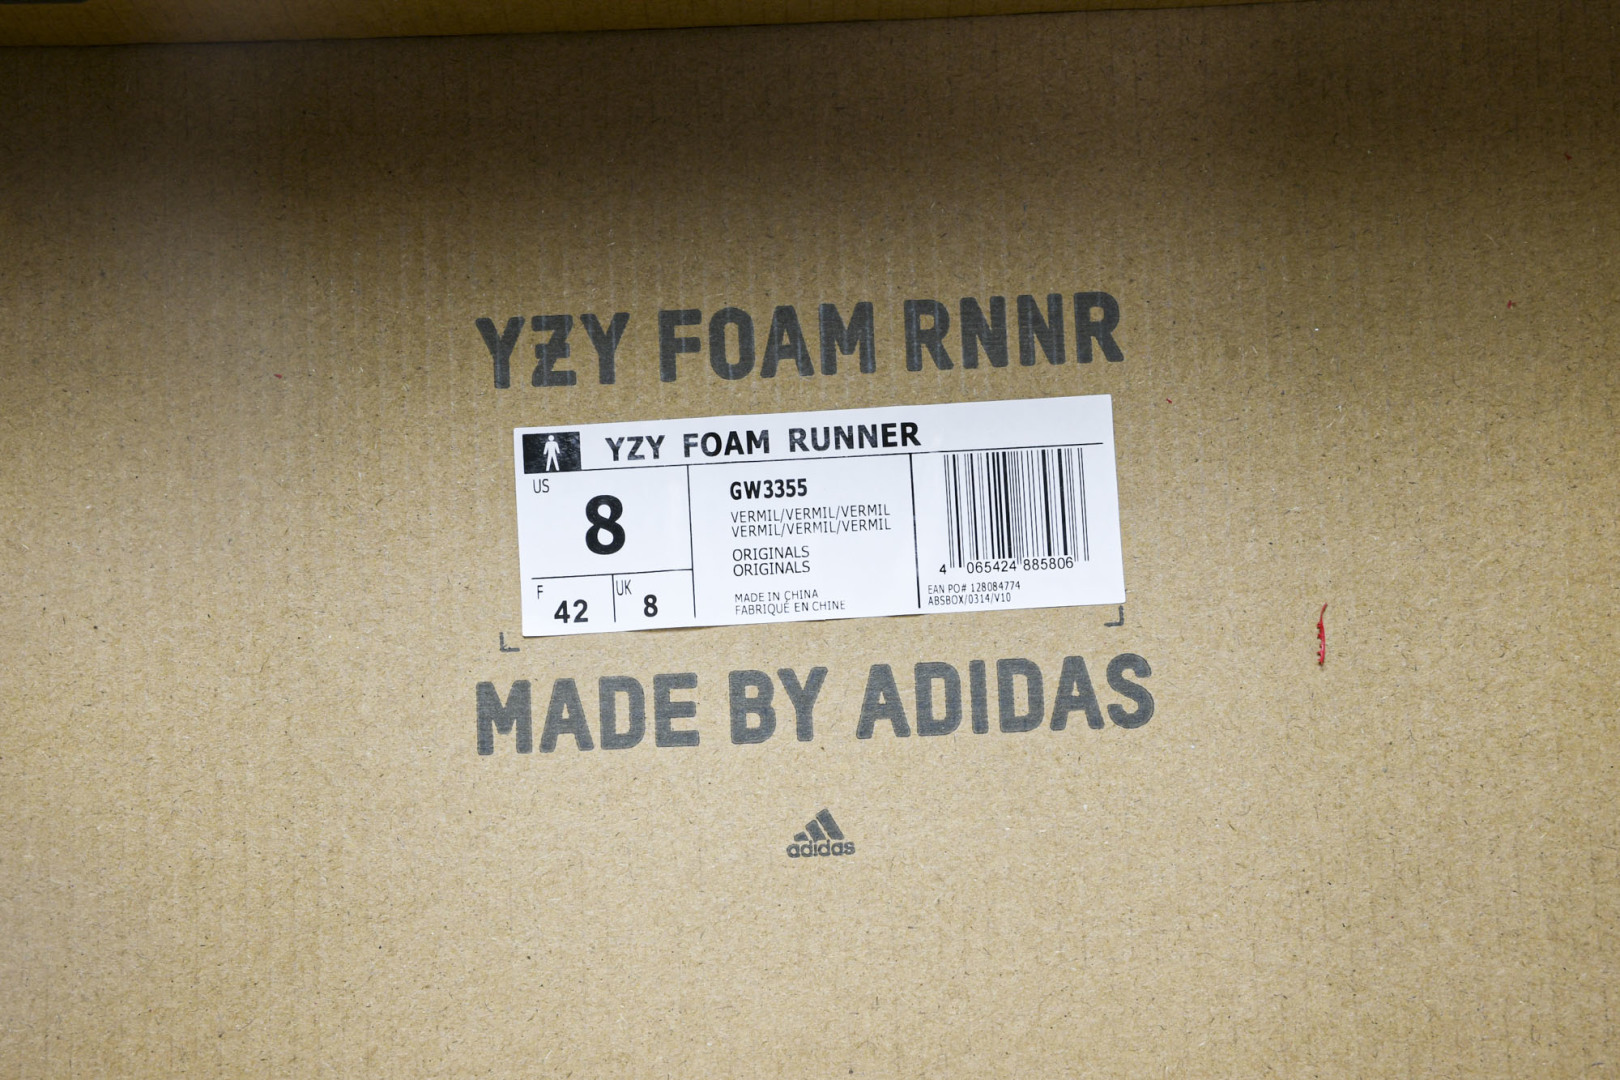 YZY FOAM RNNR
YZY FOAM RUNNER
US
8
F
42
UK
8
GW3355
VERMIL/VERMIL/VERMIL
VERMIL/VERMIL/VERMIL
ORIGINALS
ORIGINALS
MADE IN CHINA
FABRIQUÉ EN CHINE
4 065424 885806
EAN PO# 128084774
ABSBOX/0314/V10
MADE BY ADIDAS
adidas